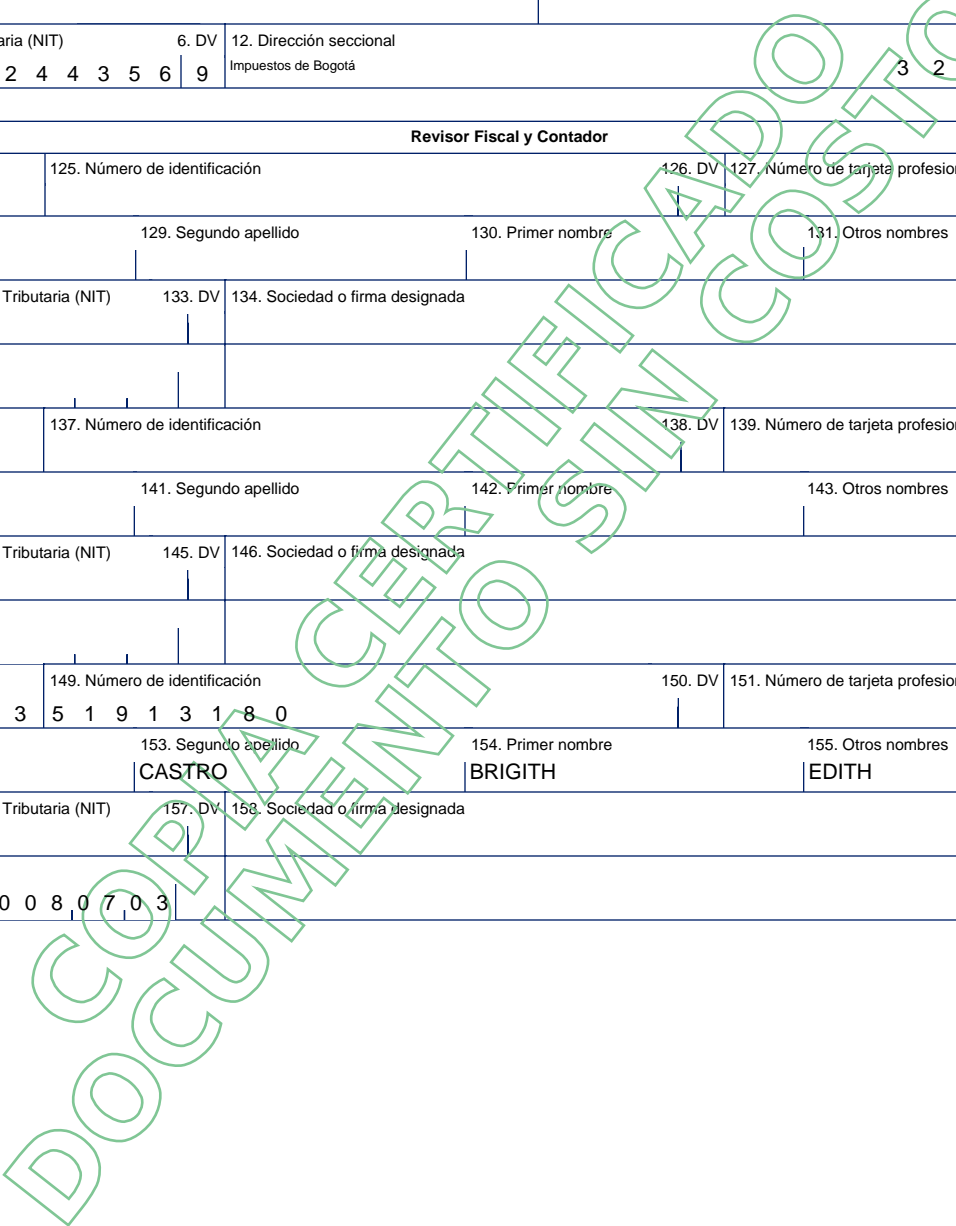 aria (NIT) 6. DV 12. Dirección seccional
2 4 4 3 5 6 9 Impuestos de Bogotá 3 2
Revisor Fiscal y Contador
125. Número de identificación 126. DV 127. Número de tarjeta profesion
129. Segundo apellido 130. Primer nombre 131. Otros nombres
Tributaria (NIT) 133. DV 134. Sociedad o firma designada
137. Número de identificación 138. DV 139. Número de tarjeta profesion
141. Segundo apellido 142. Primer nombre 143. Otros nombres
Tributaria (NIT) 145. DV 146. Sociedad o firma designada
149. Número de identificación 150. DV 151. Número de tarjeta profesion
3 5 1 9 1 3 1 8 0
153. Segundo apellido 154. Primer nombre 155. Otros nombres
CASTRO BRIGITH EDITH
Tributaria (NIT) 157. DV 158. Sociedad o firma designada
0 0 8 0 7 0 3
COPIA CERTIFICADO
DOCUMENTO SIN COSTO